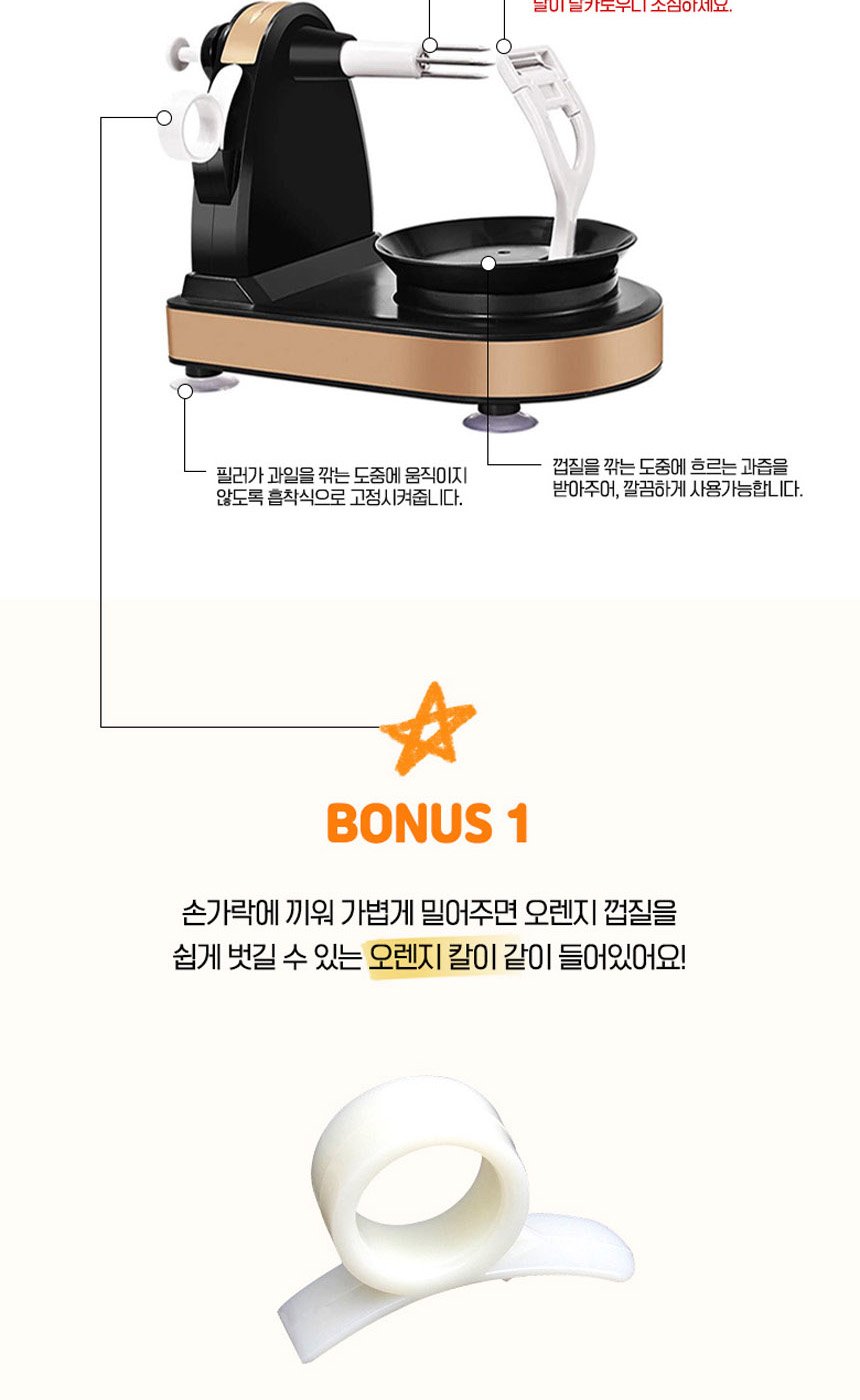 필러가 과일을 깎는 도중에 움직이지
않도록 흡착식으로 고정시켜줍니다.
껍질을 깎는 도중에 흐르는 과즙을
받아주어, 깔끔하게 사용가능합니다.
BONUS 1
손가락에 끼워 가볍게 밀어주면 오렌지 껍질을
쉽게 벗길 수 있는 오렌지 칼이 같이 들어있어요!